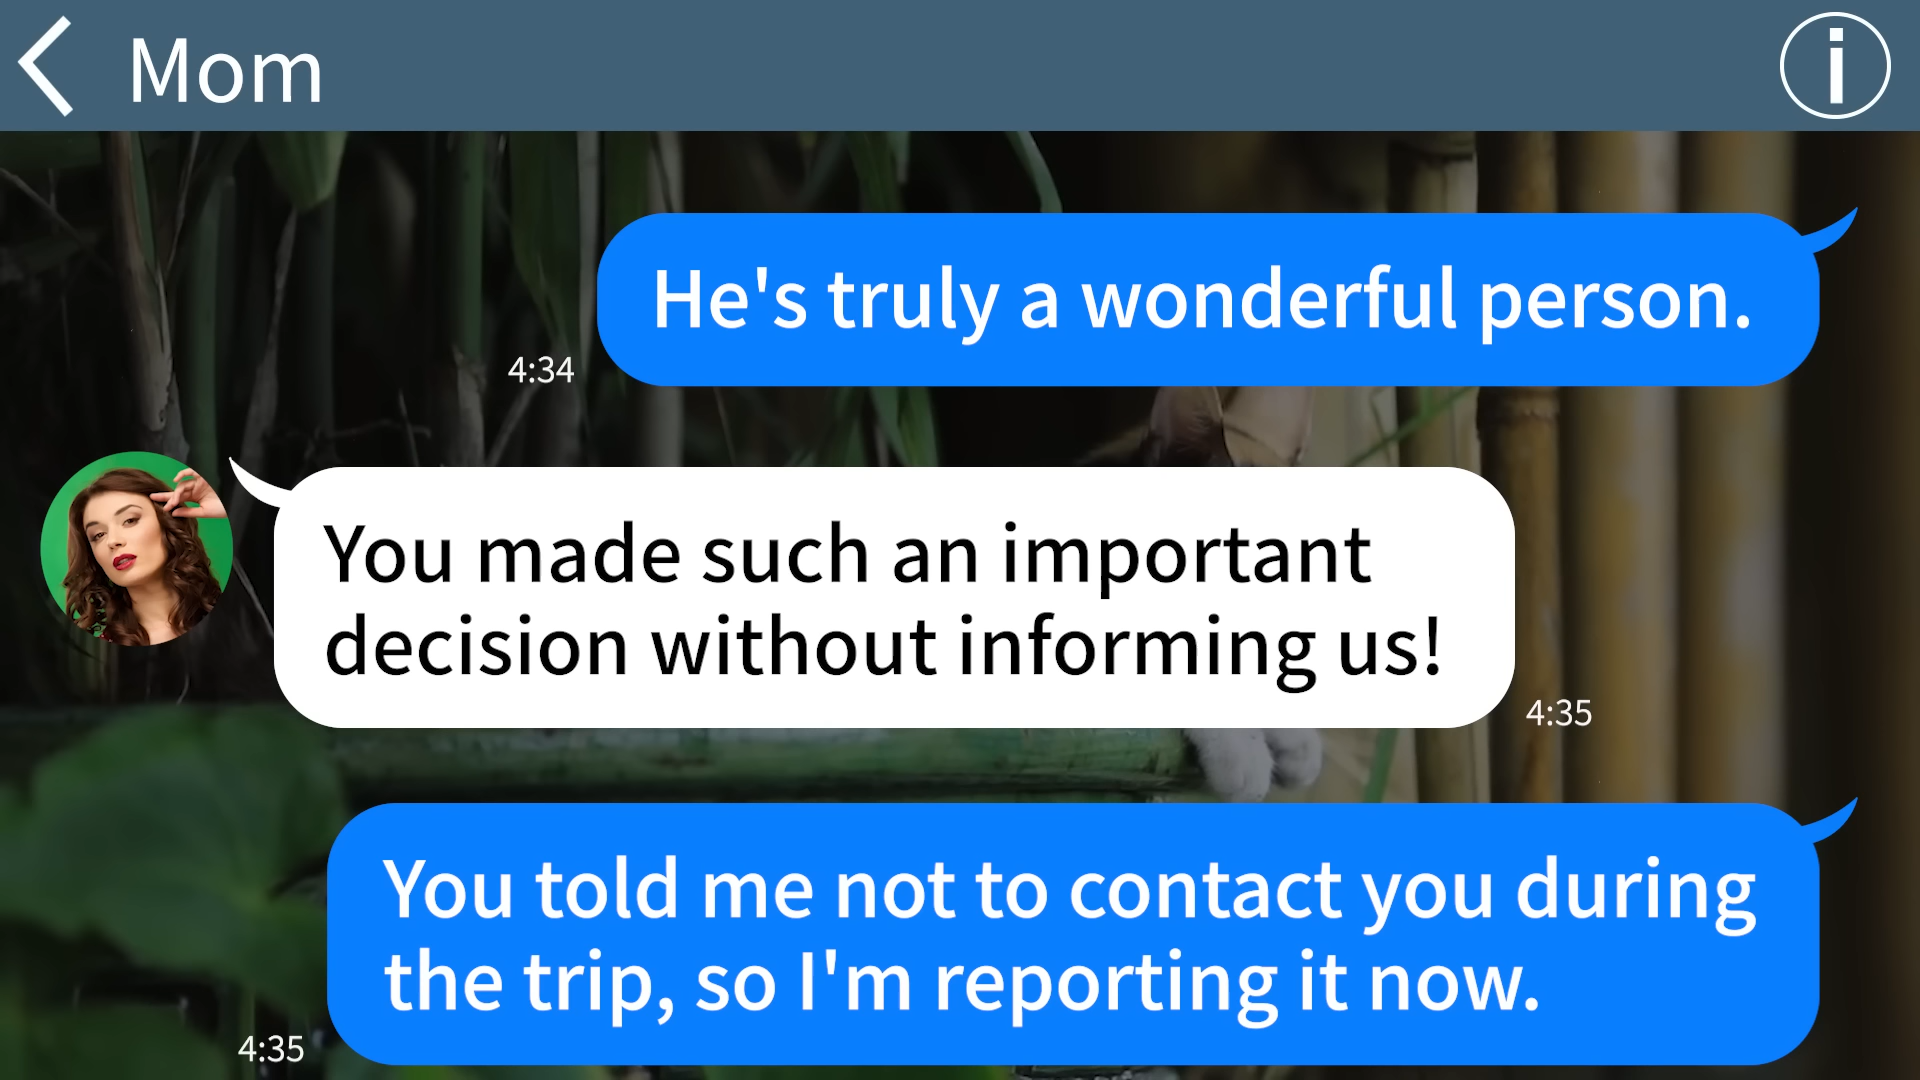 Mom
i
He's truly a wonderful person.
4:34
You made such an important
decision without informing us!
4:35
You told me not to contact you during
the trip, so I'm reporting it now.
4:35